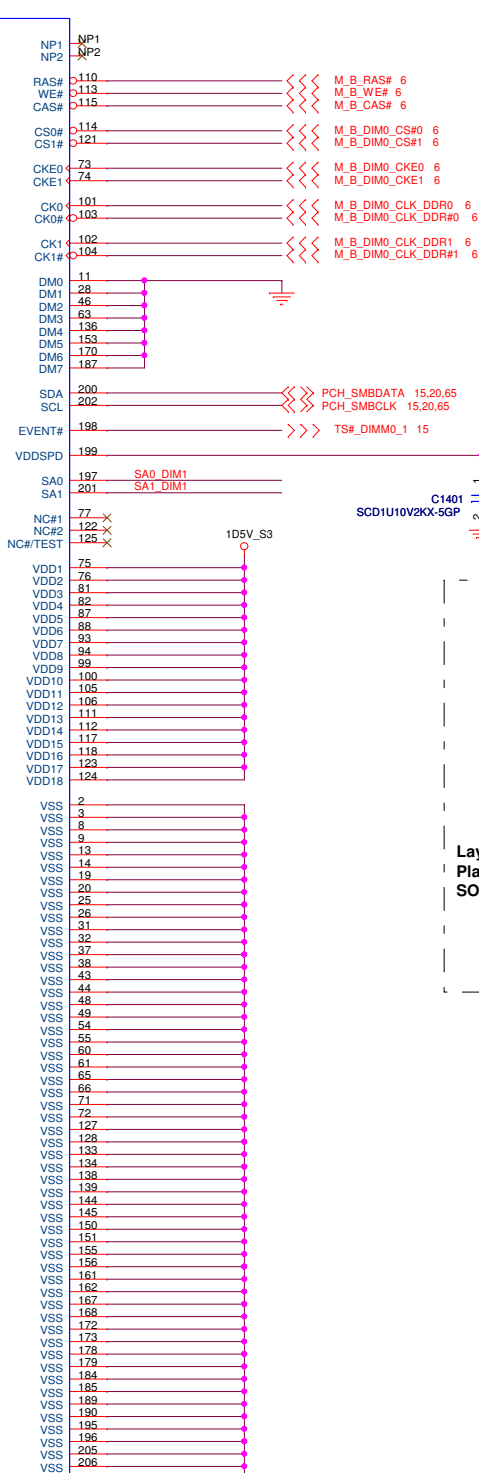 NP1 NP1
NP2 NP2
RAS# 110 M_B_RAS# 6
WE# 113 M_B_WE# 6
CAS# 115 M_B_CAS# 6
CS0# 114 M_B_DIM0_CS#0 6
CS1# 121 M_B_DIM0_CS#1 6
CKE0 73 M_B_DIM0_CKE0 6
CKE1 74 M_B_DIM0_CKE1 6
CK0 101 M_B_DIM0_CLK_DDR0 6
CK0# 103 M_B_DIM0_CLK_DDR#0 6
CK1 102 M_B_DIM0_CLK_DDR1 6
CK1# 104 M_B_DIM0_CLK_DDR#1 6
DM0 11
DM1 28
DM2 46
DM3 63
DM4 136
DM5 153
DM6 170
DM7 187
SDA 200 PCH_SMBDATA 15,20,65
SCL 202 PCH_SMBCLK 15,20,65
EVENT# 198 TS#_DIMM0_1 15
VDDSPD 199
SA0 197 SA0_DIM1
SA1 201 SA1_DIM1
1
C1401
SCD1U10V2KX-5GP
2
NC#1 77
NC#2 122
NC#/TEST 125
1D5V_S3
VDD1 75
VDD2 76
VDD3 81
VDD4 82
VDD5 87
VDD6 88
VDD7 93
VDD8 94
VDD9 99
VDD10 100
VDD11 105
VDD12 106
VDD13 111
VDD14 112
VDD15 117
VDD16 118
VDD17 123
VDD18 124
VSS 2
VSS 3
VSS 8
VSS 9
VSS 13
VSS 14
VSS 19
VSS 20
VSS 25
VSS 26
VSS 31
VSS 32
VSS 37
VSS 38
VSS 43
VSS 44
VSS 48
VSS 49
VSS 54
VSS 55
VSS 60
VSS 61
VSS 65
VSS 66
VSS 71
VSS 72
VSS 127
VSS 128
VSS 133
VSS 134
VSS 138
VSS 139
VSS 144
VSS 145
VSS 150
VSS 151
VSS 155
VSS 156
VSS 161
VSS 162
VSS 167
VSS 168
VSS 172
VSS 173
VSS 178
VSS 179
VSS 184
VSS 185
VSS 189
VSS 190
VSS 195
VSS 196
VSS 205
VSS 206
Lay
Pla
SO